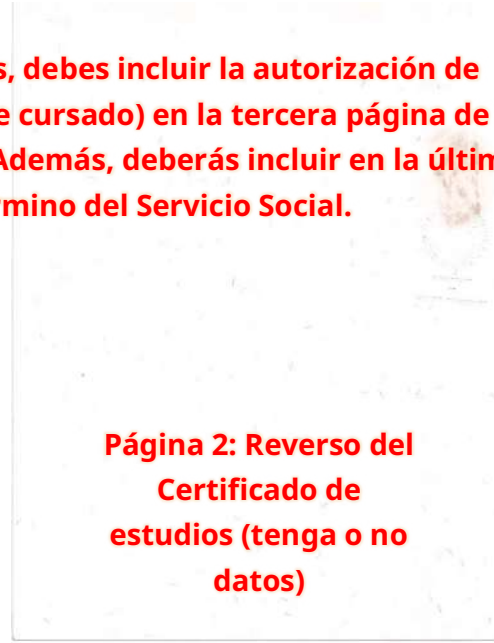 s, debes incluir la autorización de
e cursado) en la tercera página de
Además, deberás incluir en la últim
rmino del Servicio Social.
Página 2: Reverso del
Certificado de
estudios (tenga o no
datos)